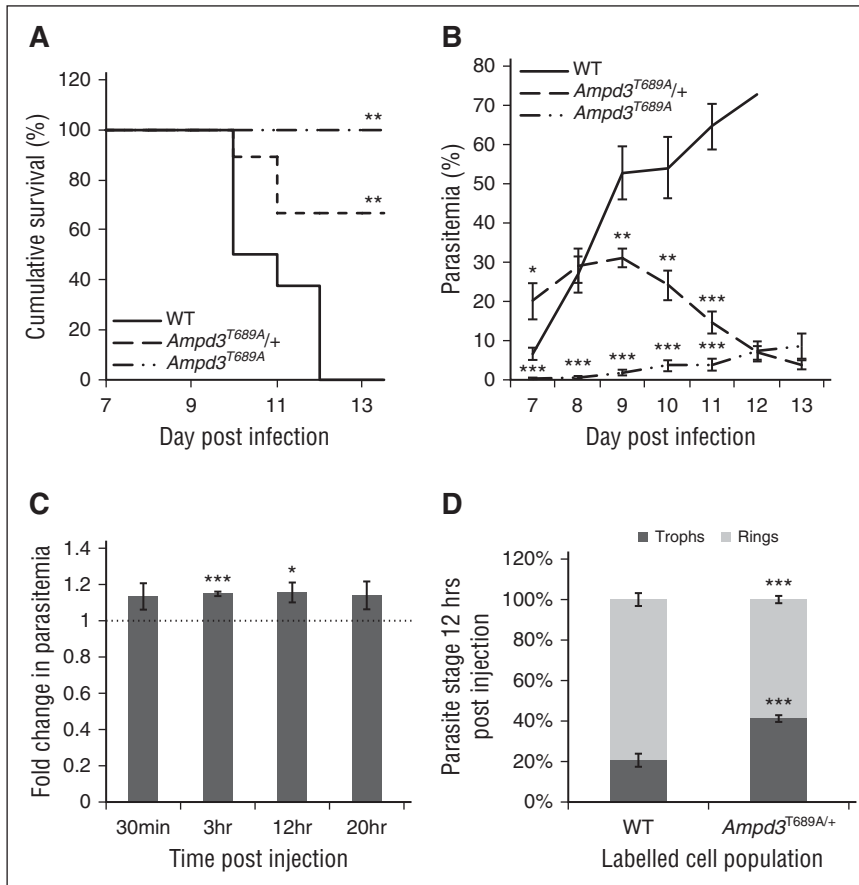 A
120
100
80
60
40
20
0
7
9
11
13
Cumulative survival (%)
Day post infection
**
**
WT
Ampd3T689A/+
Ampd3T689A
B
80
70
60
50
40
30
20
10
0
7
8
9
10
11
12
13
Parasitemia (%)
Day post infection
WT
Ampd3T689A/+
Ampd3T689A
*
**
**
***
***
***
***
***
***
C
1.4
1.2
1
0.8
0.6
0.4
0.2
0
Fold change in parasitemia
***
*
30min
3hr
12hr
20hr
Time post injection
D
Trophs
Rings
120%
100%
80%
60%
40%
20%
0%
Parasite stage 12 hrs
post injection
***
***
WT
Ampd3T689A/+
Labelled cell population